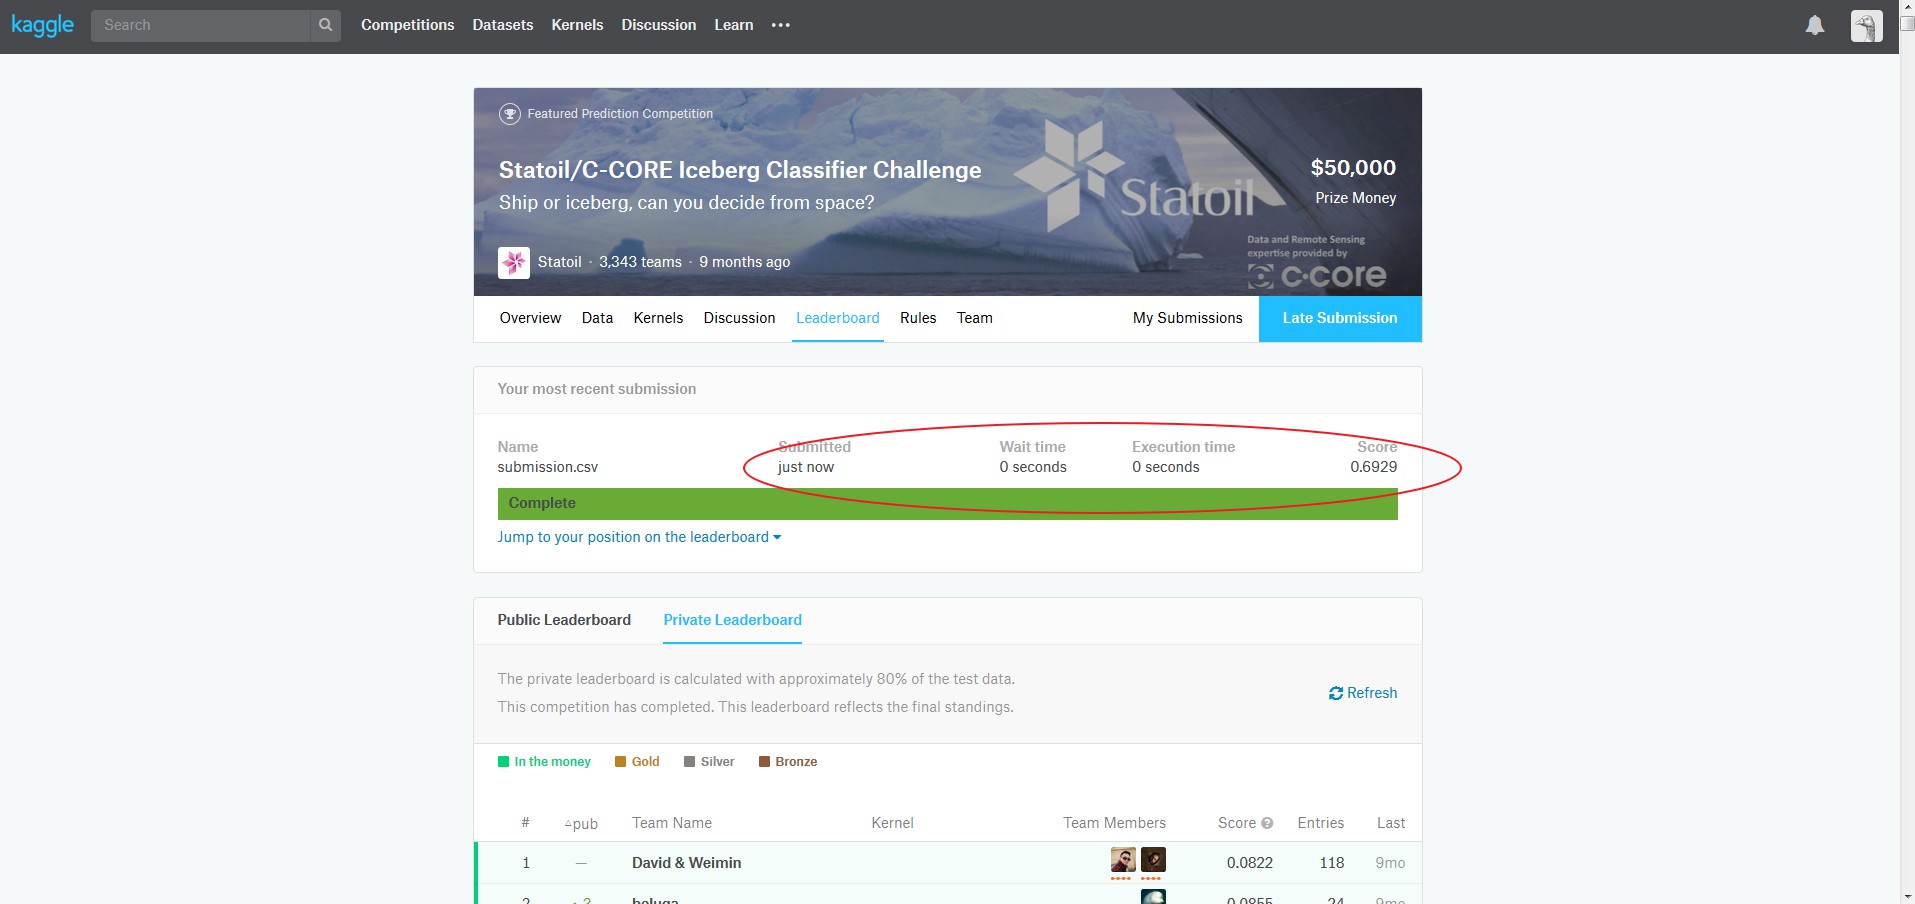 kaggle Search Competitions Datasets Kernels Discussion Learn
Featured Prediction Competition
Statoil/C-CORE Iceberg Classifier Challenge
Ship or iceberg, can you decide from space?
$50,000
Prize Money
Statoil
Data and Remote Sensing
expertise provided by
c-core
Statoil · 3,343 teams · 9 months ago
Overview Data Kernels Discussion Leaderboard Rules Team My Submissions Late Submission
Your most recent submission
Name Submitted Wait time Execution time Score
submission.csv just now 0 seconds 0 seconds 0.6929
Complete
Jump to your position on the leaderboard
Public Leaderboard Private Leaderboard
The private leaderboard is calculated with approximately 80% of the test data.
This competition has completed. This leaderboard reflects the final standings.
Refresh
In the money Gold Silver Bronze
# △pub Team Name Kernel Team Members Score Entries Last
1 — David & Weimin 0.0822 118 9mo
2 beluga 0.0855 24 9mo